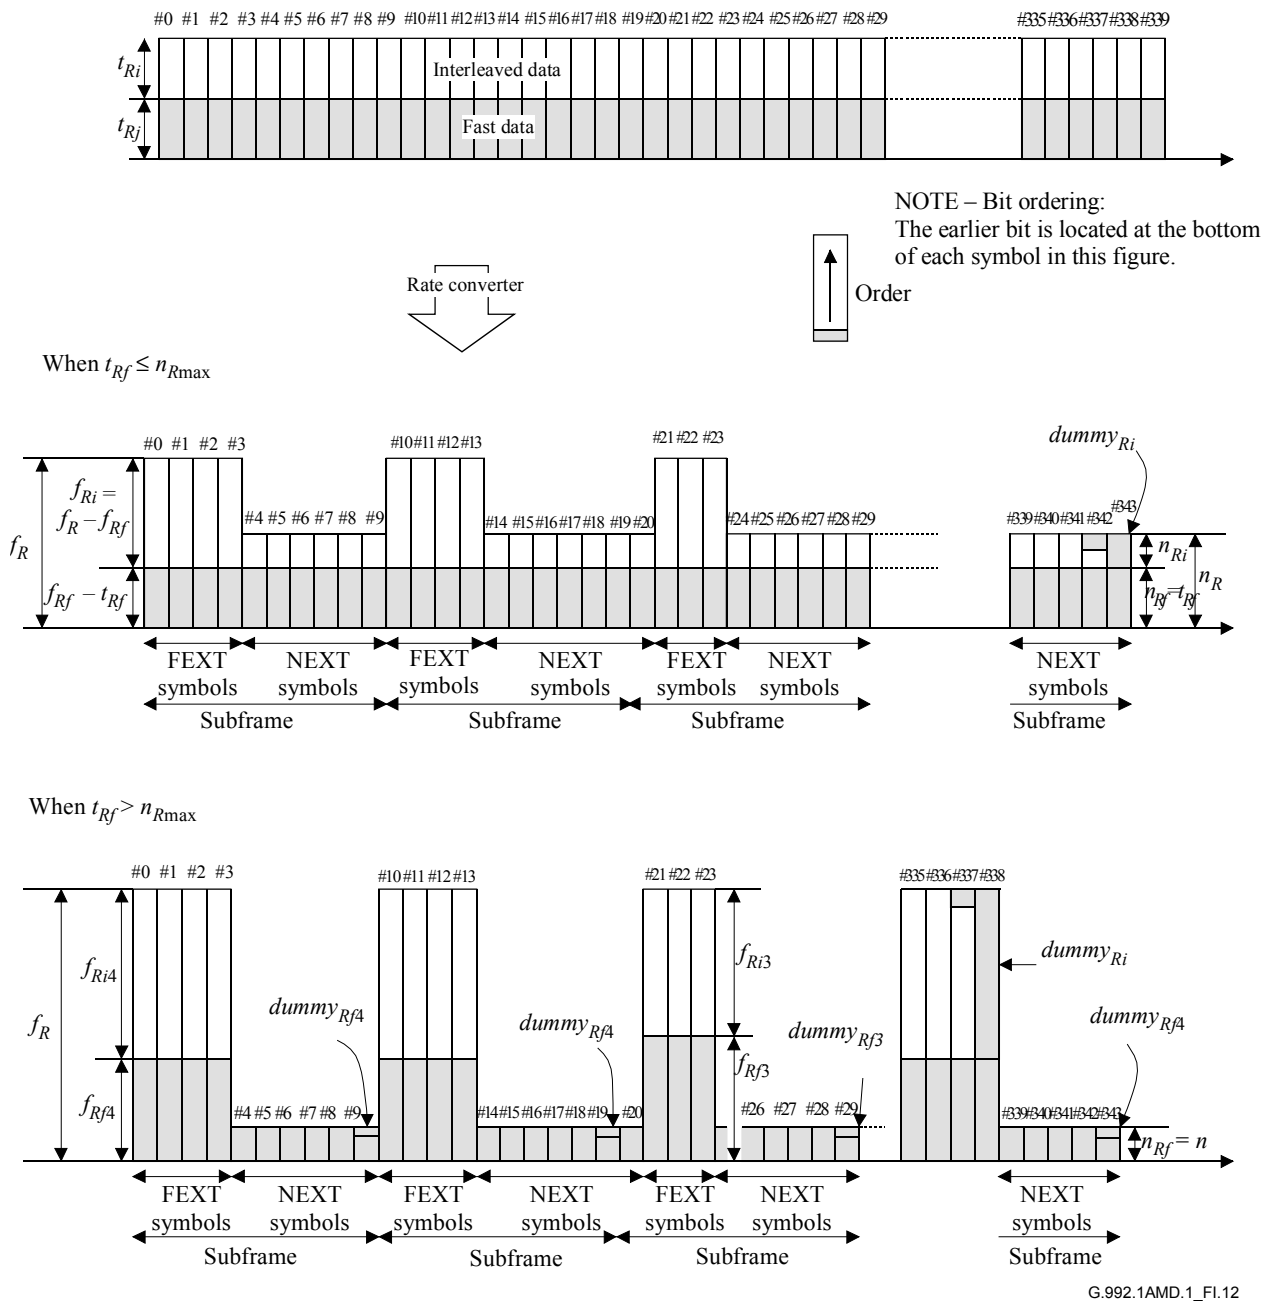 #0 #1 #2 #3 #4 #5 #6 #7 #8 #9 #10 #11 #12 #13 #14 #15 #16 #17 #18 #19 #20 #21 #22 #23 #24 #25 #26 #27 #28 #29 #335 #336 #337 #338 #339
tRi
Interleaved data
tRj
Fast data
NOTE – Bit ordering:
The earlier bit is located at the bottom
of each symbol in this figure.
Rate converter
Order
When tRf ≤ nRmax
#0 #1 #2 #3 #10 #11 #12 #13 #21 #22 #23
dummyRi
#4 #5 #6 #7 #8 #9 #14 #15 #16 #17 #18 #19 #20 #24 #25 #26 #27 #28 #29 #339 #340 #341 #342 #343
fRi =
fR – fRf
fR
nRi
nR
fRf – tRf
nRf = tRf
FEXT symbols
NEXT symbols
FEXT symbols
NEXT symbols
FEXT symbols
NEXT symbols
NEXT symbols
Subframe
Subframe
Subframe
Subframe
When tRf > nRmax
#0 #1 #2 #3 #10 #11 #12 #13 #21 #22 #23 #335 #336 #337 #338
fRi4
fRi3
dummyRi
fR
dummyRf4
dummyRf4
dummyRf3
dummyRf4
fRf4
fRf3
#4 #5 #6 #7 #8 #9 #14 #15 #16 #17 #18 #19 #20 #26 #27 #28 #29 #339 #340 #341 #342 #343
nRf = n
FEXT symbols
NEXT symbols
FEXT symbols
NEXT symbols
FEXT symbols
NEXT symbols
NEXT symbols
Subframe
Subframe
Subframe
Subframe
G.992.1AMD.1_FI.12